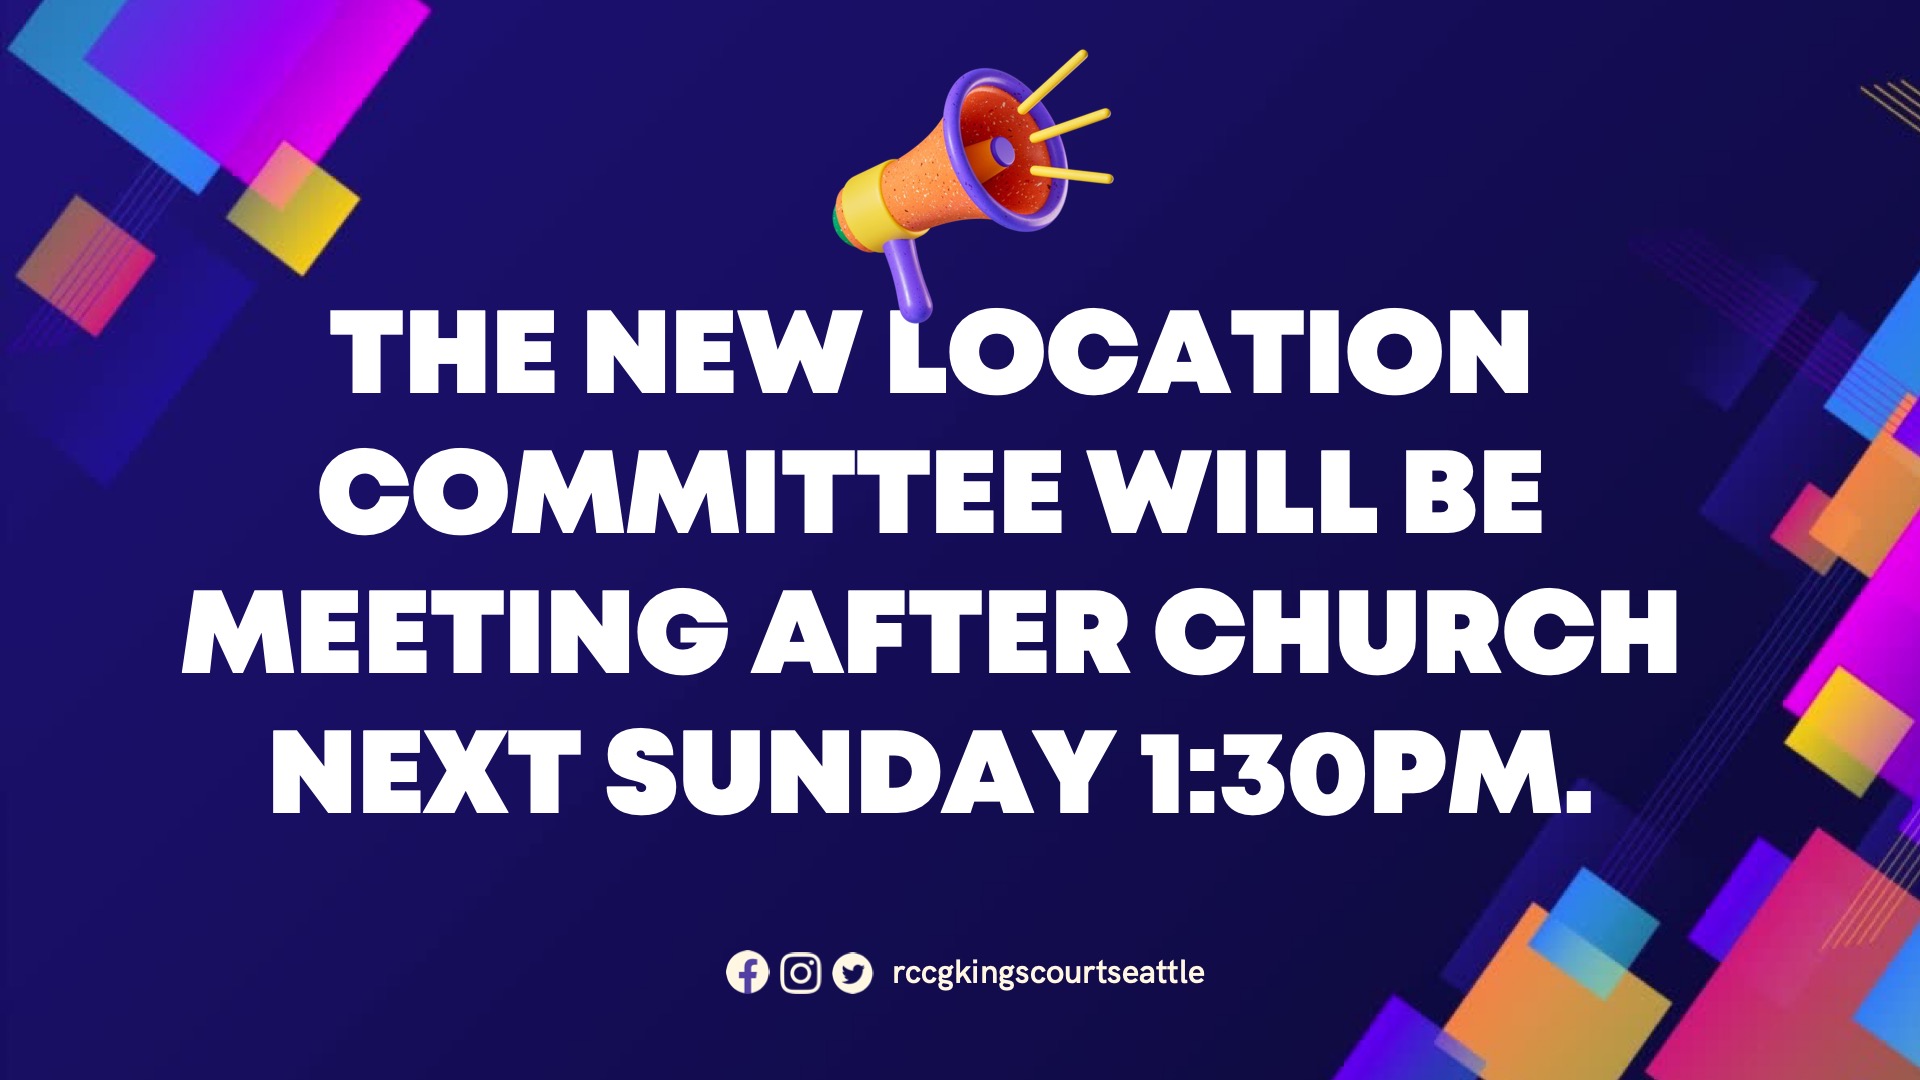 THE NEW LOCATION
COMMITTEE WILL BE
MEETING AFTER CHURCH
NEXT SUNDAY 1:30PM.
rccgkingscourtseattle